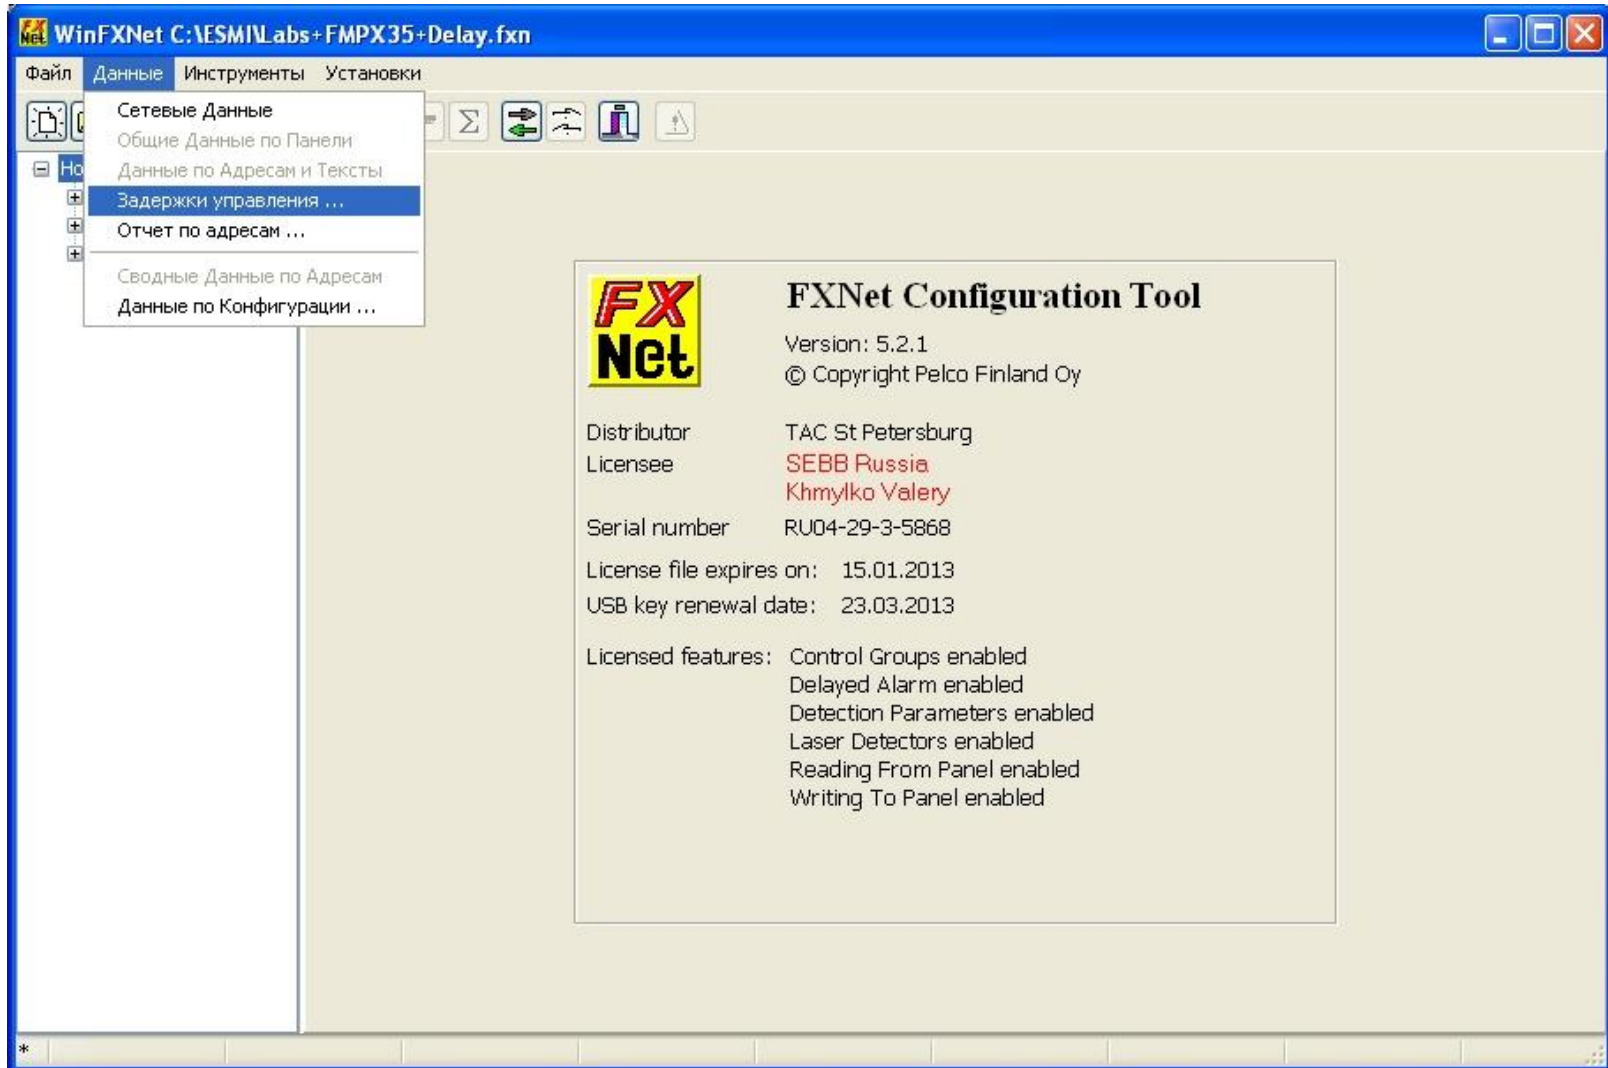 WinFXNet C:\ESMI\Labs+FMPX35+Delay.fxn
Файл Данные Инструменты Установки
Сетевые Данные
Общие Данные по Панели
Данные по Адресам и Тексты
Задержки управления ...
Отчет по адресам ...
Сводные Данные по Адресам
Данные по Конфигурации ...
Но
FX
Net
FXNet Configuration Tool
Version: 5.2.1
© Copyright Pelco Finland Oy
Distributor TAC St Petersburg
Licensee SEBB Russia
Khmylko Valery
Serial number RU04-29-3-5868
License file expires on: 15.01.2013
USB key renewal date: 23.03.2013
Licensed features: Control Groups enabled
Delayed Alarm enabled
Detection Parameters enabled
Laser Detectors enabled
Reading From Panel enabled
Writing To Panel enabled
*